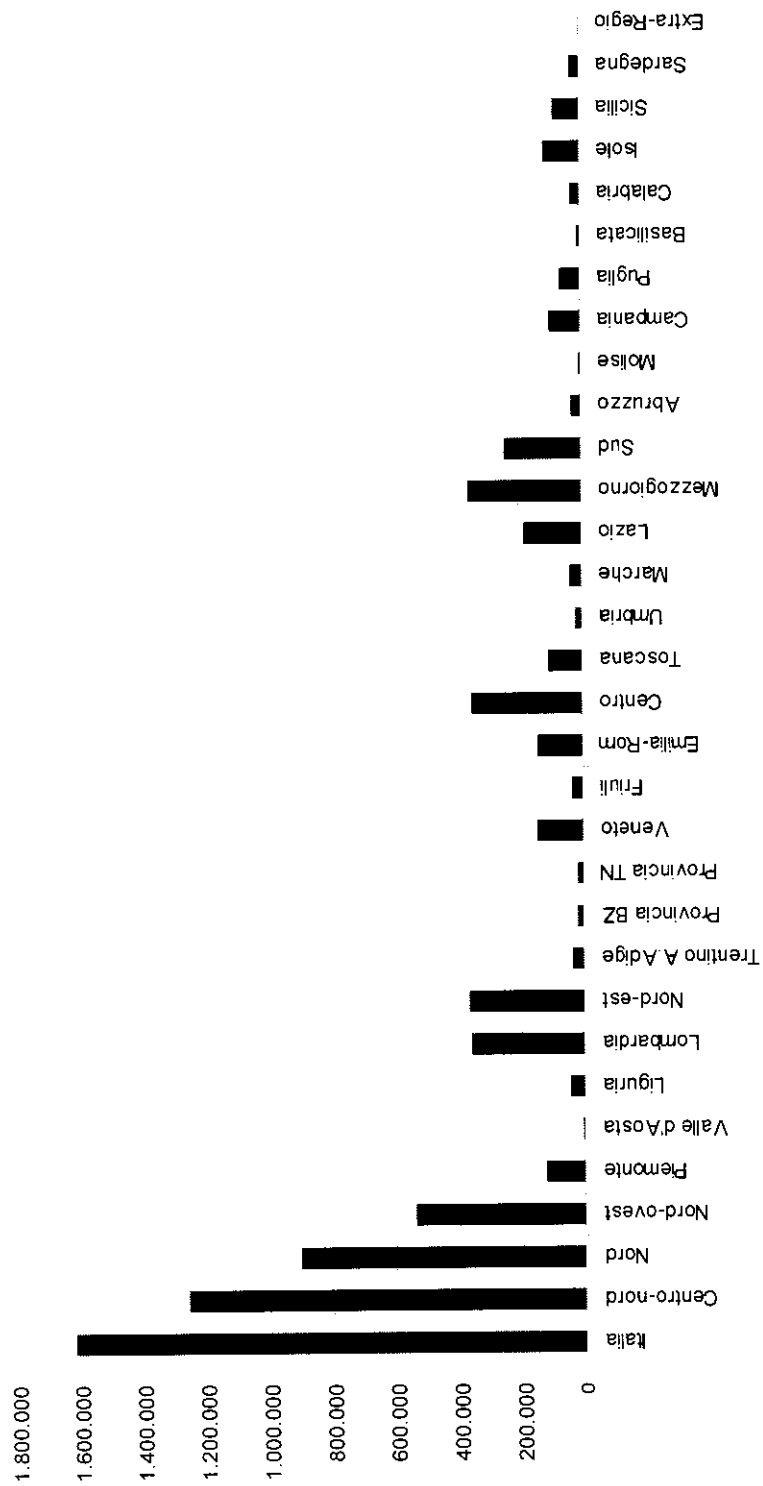 1.800.000
1.600.000
1.400.000
1.200.000
1.000.000
800.000
600.000
400.000
200.000
0
Italia
Centro-nord
Nord
Nord-ovest
Piemonte
Valle d'Aosta
Liguria
Lombardia
Nord-est
Trentino A.Adige
Provincia BZ
Provincia TN
Veneto
Friuli
Emilia-Rom
Centro
Toscana
Umbria
Marche
Lazio
Mezzogiorno
Sud
Abruzzo
Molise
Campania
Puglia
Basilicata
Calabria
Isole
Sicilia
Sardegna
Extra-Regio